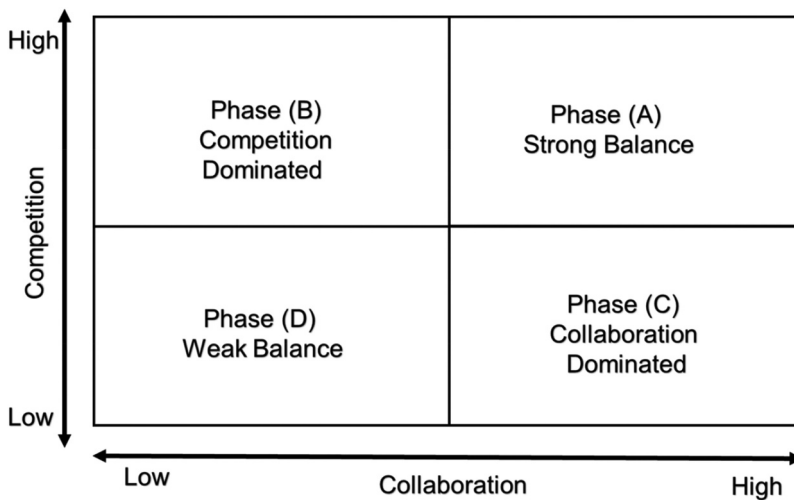 High
Phase (B)
Competition
Dominated
Phase (A)
Strong Balance
Competition
Phase (D)
Weak Balance
Phase (C)
Collaboration
Dominated
Low
Low
Collaboration
High